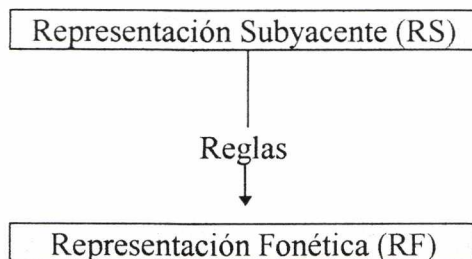 Representación Subyacente (RS)
Reglas
Representación Fonética (RF)